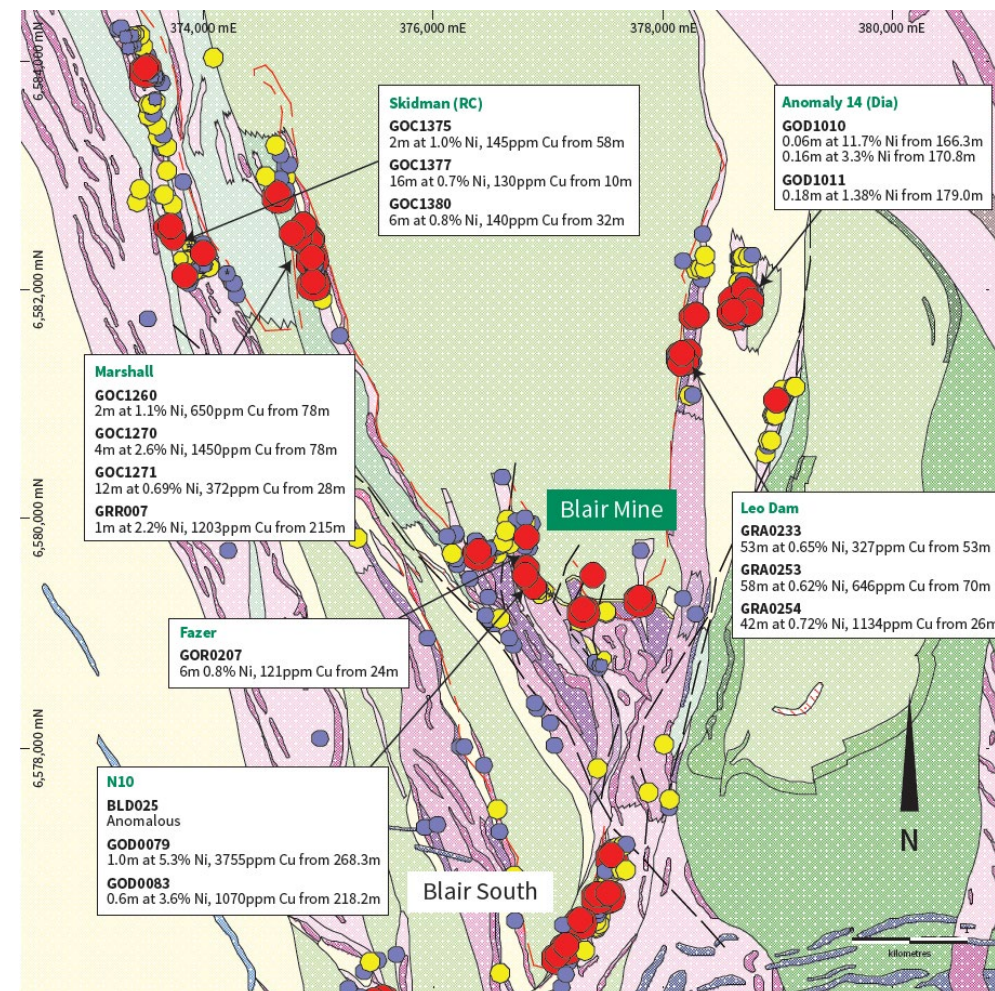 374,000 mE
376,000 mE
378,000 mE
380,000 mE
6,584,000 mN
6,582,000 mN
6,580,000 mN
6,578,000 mN
Skidman (RC)
GOC1375
2m at 1.0% Ni, 145ppm Cu from 58m
GOC1377
16m at 0.7% Ni, 130ppm Cu from 10m
GOC1380
6m at 0.8% Ni, 140ppm Cu from 32m
Anomaly 14 (Dia)
GOD1010
0.06m at 11.7% Ni from 166.3m
0.16m at 3.3% Ni from 170.8m
GOD1011
0.18m at 1.38% Ni from 179.0m
Marshall
GOC1260
2m at 1.1% Ni, 650ppm Cu from 78m
GOC1270
4m at 2.6% Ni, 1450ppm Cu from 78m
GOC1271
12m at 0.69% Ni, 372ppm Cu from 28m
GRR007
1m at 2.2% Ni, 1203ppm Cu from 215m
Blair Mine
Leo Dam
GRA0233
53m at 0.65% Ni, 327ppm Cu from 53m
GRA0253
58m at 0.62% Ni, 646ppm Cu from 70m
GRA0254
42m at 0.72% Ni, 1134ppm Cu from 26m
Fazer
GOR0207
6m 0.8% Ni, 121ppm Cu from 24m
N10
BLD025
Anomalous
GOD0079
1.0m at 5.3% Ni, 3755ppm Cu from 268.3m
GOD0083
0.6m at 3.6% Ni, 1070ppm Cu from 218.2m
Blair South
N
1
kilometres